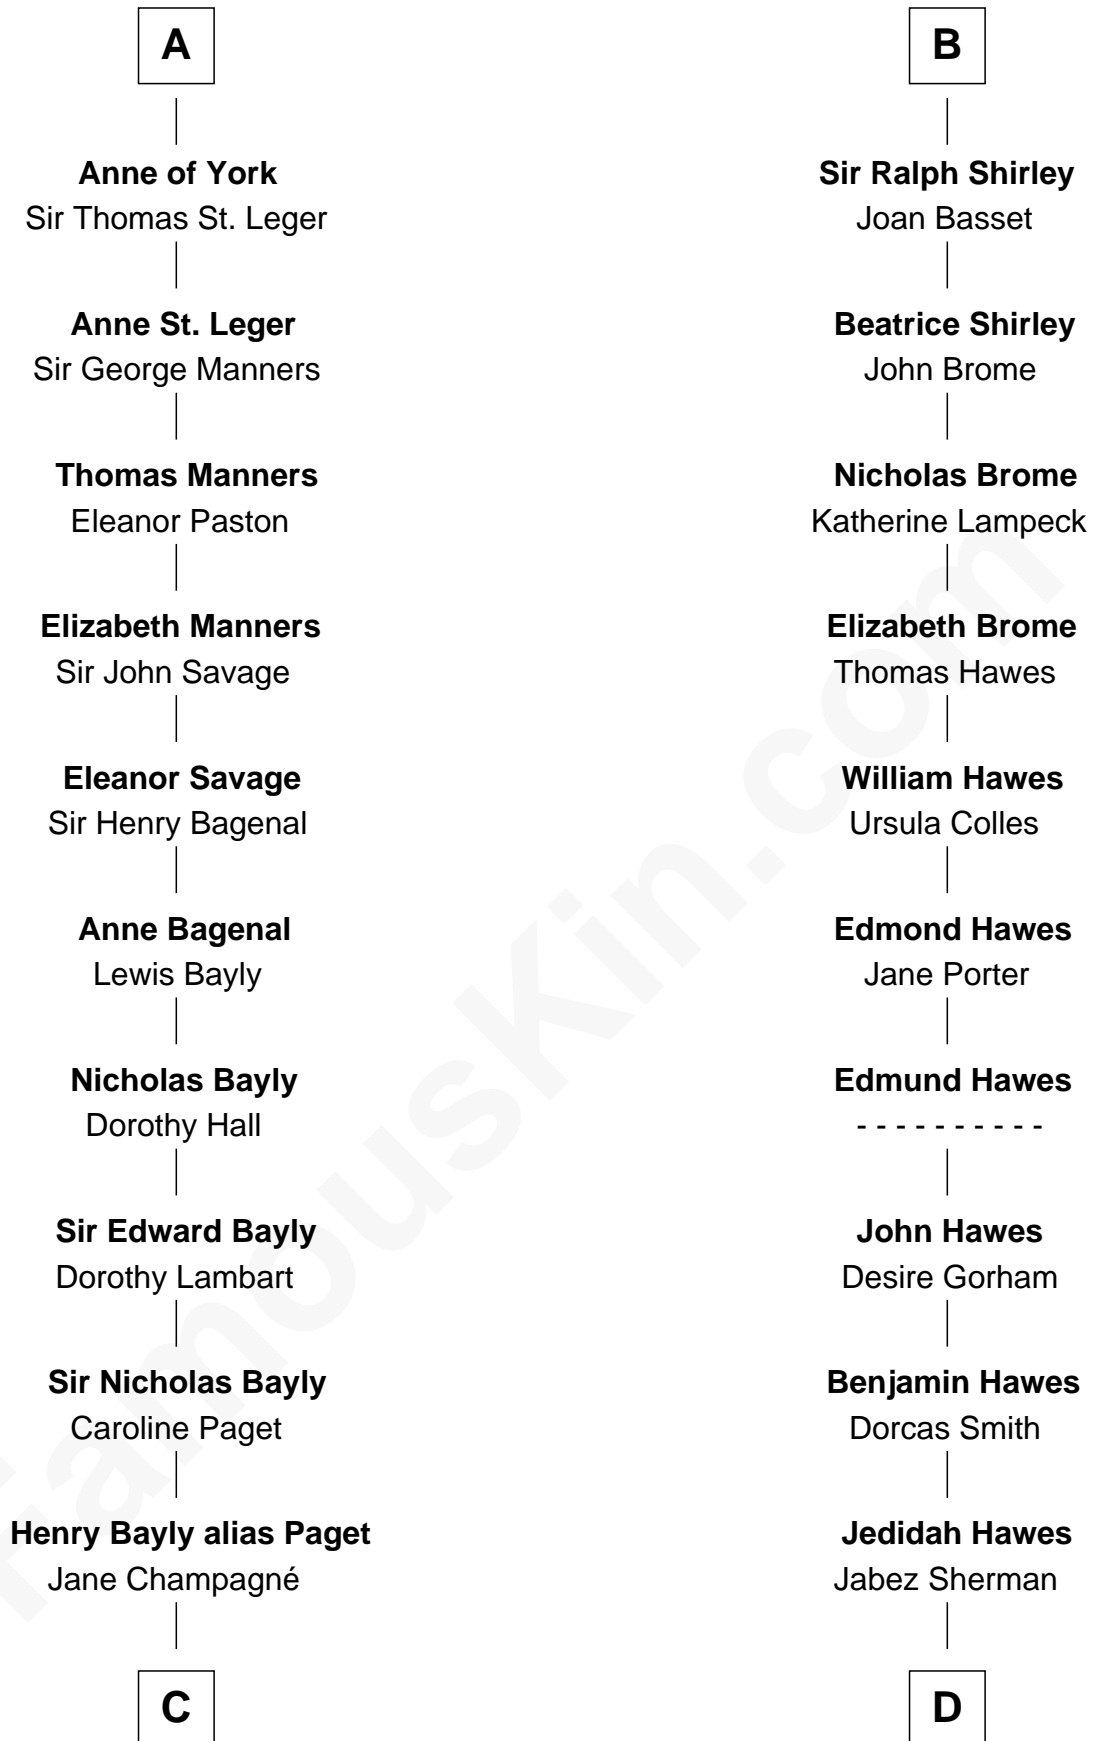 A
Anne of York
Sir Thomas St. Leger
Anne St. Leger
Sir George Manners
Thomas Manners
Eleanor Paston
Elizabeth Manners
Sir John Savage
Eleanor Savage
Sir Henry Bagenal
Anne Bagenal
Lewis Bayly
Nicholas Bayly
Dorothy Hall
Sir Edward Bayly
Dorothy Lambart
Sir Nicholas Bayly
Caroline Paget
Henry Bayly alias Paget
Jane Champagné
C
B
Sir Ralph Shirley
Joan Basset
Beatrice Shirley
John Brome
Nicholas Brome
Katherine Lampeck
Elizabeth Brome
Thomas Hawes
William Hawes
Ursula Colles
Edmond Hawes
Jane Porter
Edmund Hawes
- - - - - - - - - -
John Hawes
Desire Gorham
Benjamin Hawes
Dorcas Smith
Jedidah Hawes
Jabez Sherman
D
FamousKin.com